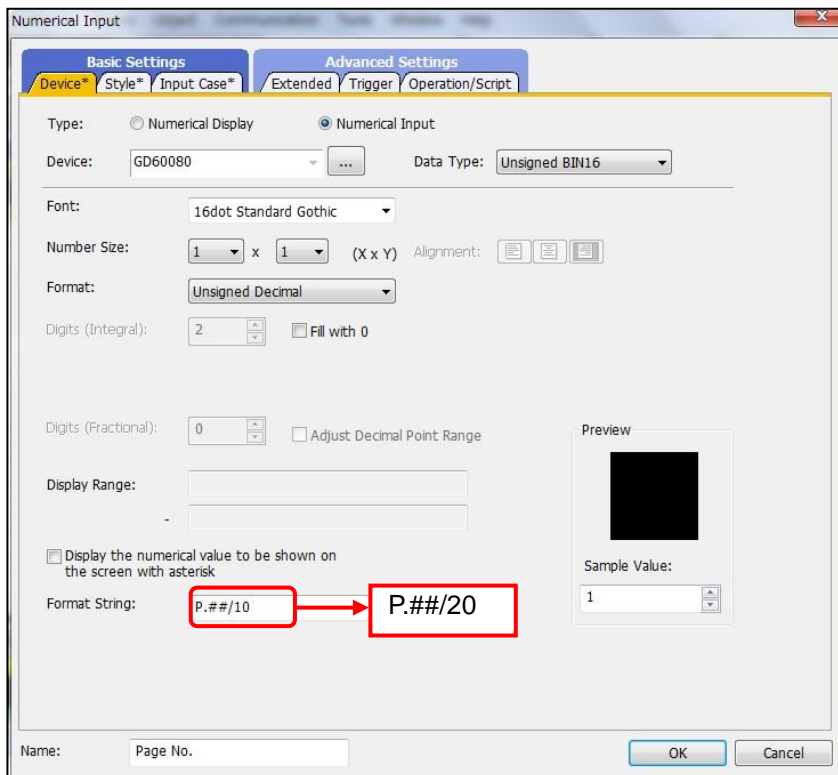 Numerical Input
Basic Settings Advanced Settings
Device* Style* Input Case* Extended Trigger Operation/Script
Type: Numerical Display Numerical Input
Device: GD60080 ... Data Type: Unsigned BIN16
Font: 16dot Standard Gothic
Number Size: 1 x 1 (X x Y) Alignment:
Format: Unsigned Decimal
Digits (Integral): 2 Fill with 0
Digits (Fractional): 0 Adjust Decimal Point Range
Preview
Display Range:
-
Display the numerical value to be shown on
the screen with asterisk
Sample Value:
1
Format String: P.##/10 P.##/20
Name: Page No. OK Cancel